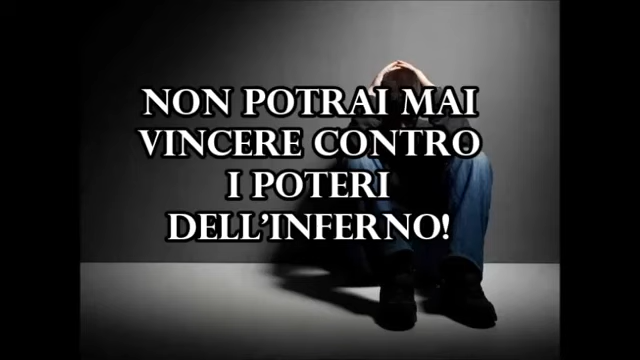 NON POTRAI MAI
VINCERE CONTRO
I POTERI
DELL'INFERNO!